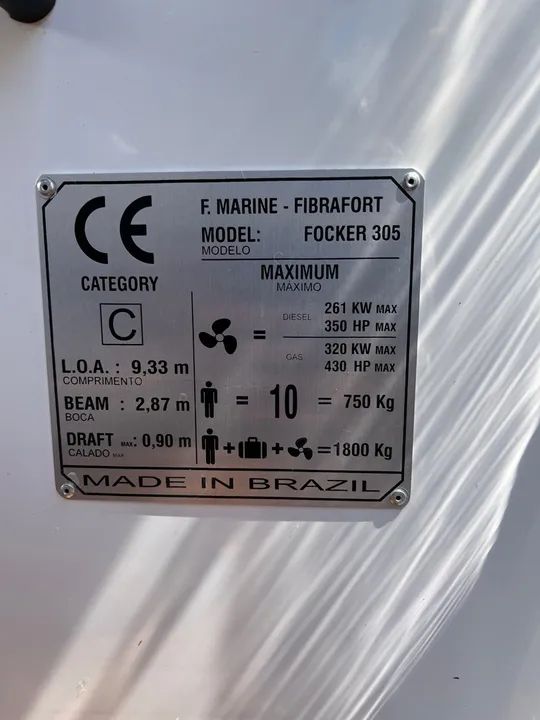 CE
F. MARINE - FIBRAFORT
MODEL: FOCKER 305
MODELO
CATEGORY
C
L.O.A. : 9,33 m
COMPRIMENTO
BEAM : 2,87 m
BOCA
DRAFT MAX: 0,90 m
CALADO MAX
MAXIMUM
MÁXIMO
= DIESEL 261 KW MAX
350 HP MAX
GAS 320 KW MAX
430 HP MAX
= 10 = 750 Kg
+ + =1800 Kg
MADE IN BRAZIL